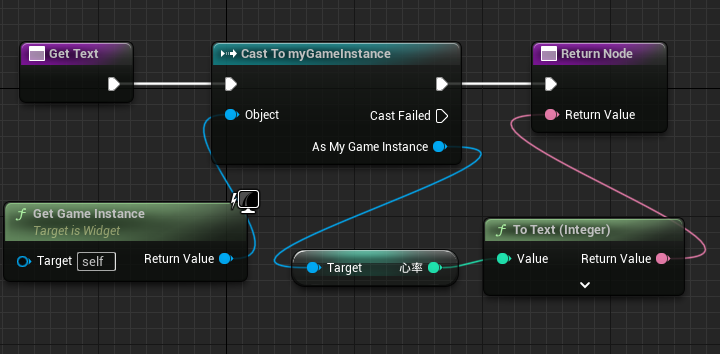 Get Text
Cast To myGameInstance
Return Node
Object
Cast Failed
Return Value
As My Game Instance
Get Game Instance
Target is Widget
Target self
Return Value
Target
心率
To Text (Integer)
Value
Return Value